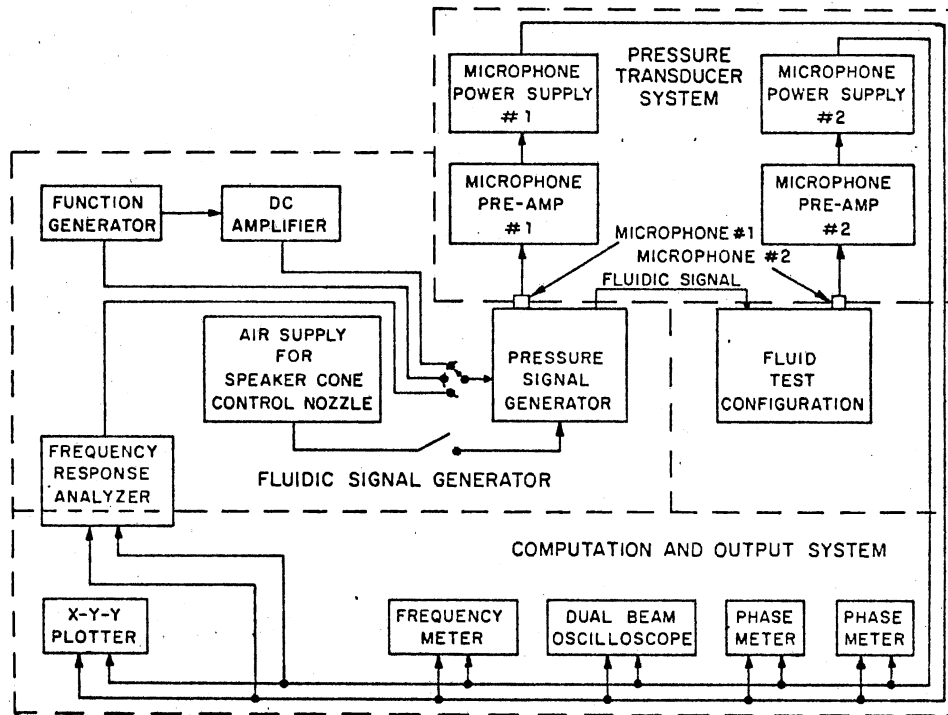 MICROPHONE
POWER SUPPLY
#1
PRESSURE
TRANSDUCER
SYSTEM
MICROPHONE
POWER SUPPLY
#2
FUNCTION
GENERATOR
DC
AMPLIFIER
MICROPHONE
PRE-AMP
#1
MICROPHONE
PRE-AMP
#2
MICROPHONE #1
MICROPHONE #2
FLUIDIC SIGNAL
AIR SUPPLY
FOR
SPEAKER CONE
CONTROL NOZZLE
PRESSURE
SIGNAL
GENERATOR
FLUID
TEST
CONFIGURATION
FREQUENCY
RESPONSE
ANALYZER
FLUIDIC SIGNAL GENERATOR
COMPUTATION AND OUTPUT SYSTEM
X-Y-Y
PLOTTER
FREQUENCY
METER
DUAL BEAM
OSCILLOSCOPE
PHASE
METER
PHASE
METER